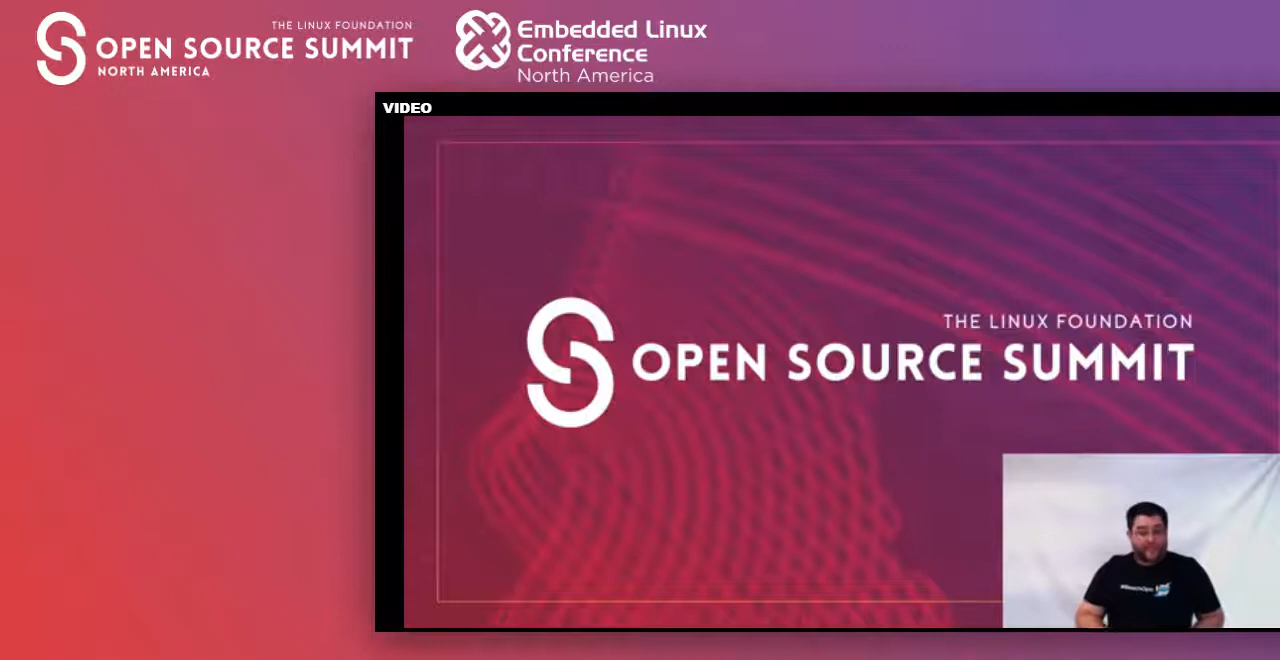 THE LINUX FOUNDATION
OPEN SOURCE SUMMIT
NORTH AMERICA
Embedded Linux
Conference
North America
VIDEO
THE LINUX FOUNDATION
OPEN SOURCE SUMMIT